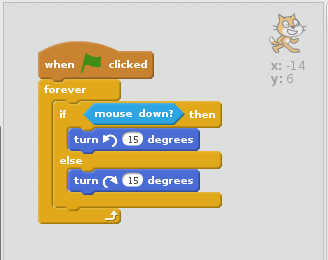 when clicked
forever
if mouse down? then
turn 15 degrees
else
turn 15 degrees
x: -14
y: 6